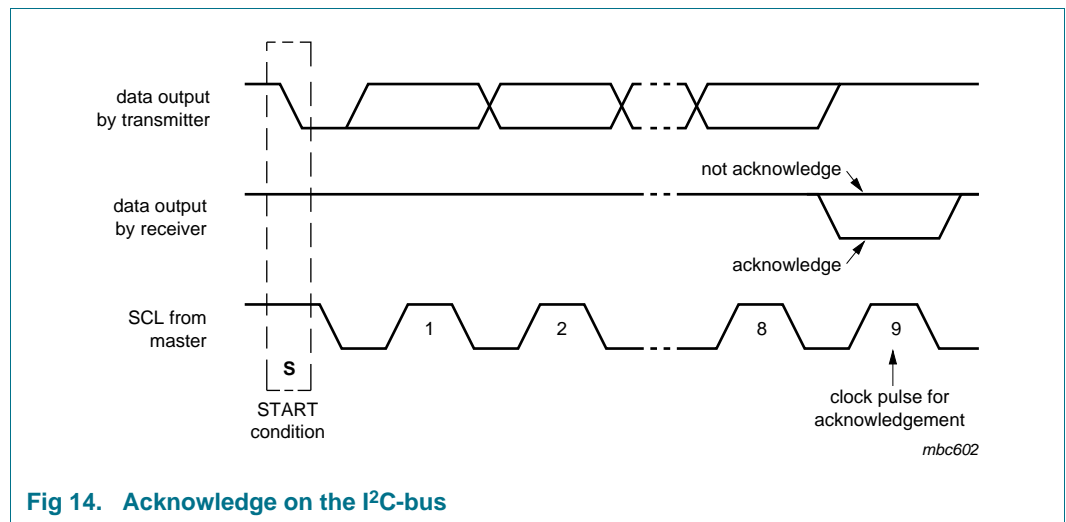 data output
by transmitter
not acknowledge
data output
by receiver
acknowledge
SCL from
master
1
2
8
9
S
START
condition
clock pulse for
acknowledgement
mbc602
Fig 14. Acknowledge on the I²C-bus